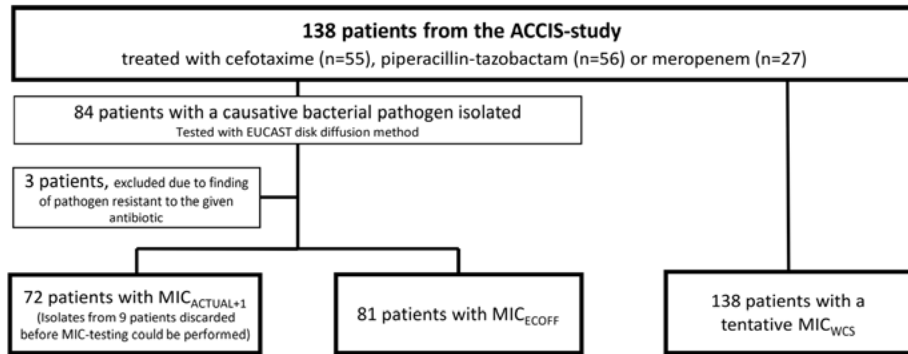 138 patients from the ACCIS-study
treated with cefotaxime (n=55), piperacillin-tazobactam (n=56) or meropenem (n=27)
84 patients with a causative bacterial pathogen isolated
Tested with EUCAST disk diffusion method
3 patients, excluded due to finding
of pathogen resistant to the given
antibiotic
72 patients with MIC_ACTUAL+1
(Isolates from 9 patients discarded
before MIC-testing could be performed)
81 patients with MIC_ECOFF
138 patients with a
tentative MIC_WCS